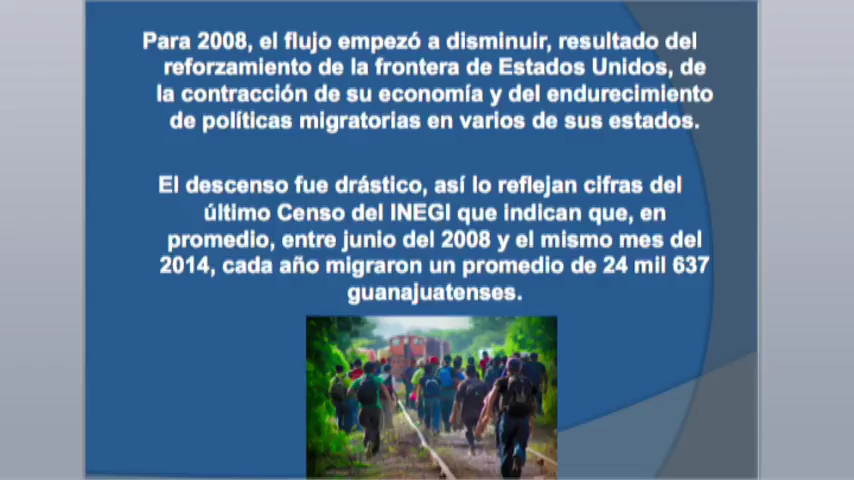 Para 2008, el flujo empezó a disminuir, resultado del
reforzamiento de la frontera de Estados Unidos, de
la contracción de su economía y del endurecimiento
de políticas migratorias en varios de sus estados.
El descenso fue drástico, así lo reflejan cifras del
último Censo del INEGI que indican que, en
promedio, entre junio del 2008 y el mismo mes del
2014, cada año migraron un promedio de 24 mil 637
guanajuatenses.